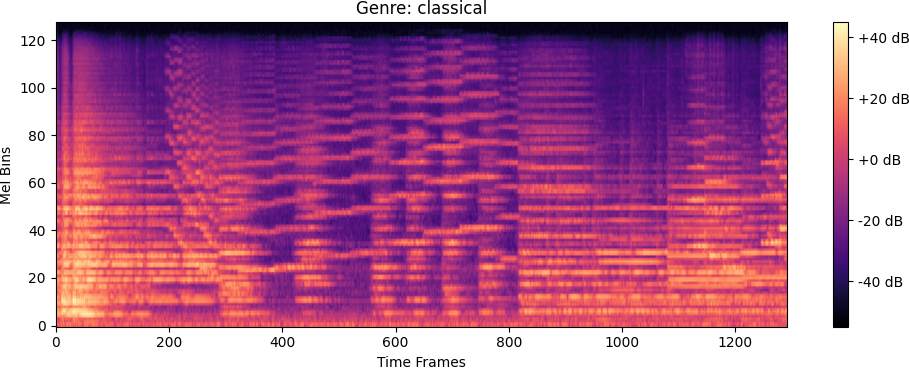 Genre: classical
Mel Bins
120
100
80
60
40
20
0
0 200 400 600 800 1000 1200
Time Frames
+40 dB
+20 dB
+0 dB
-20 dB
-40 dB